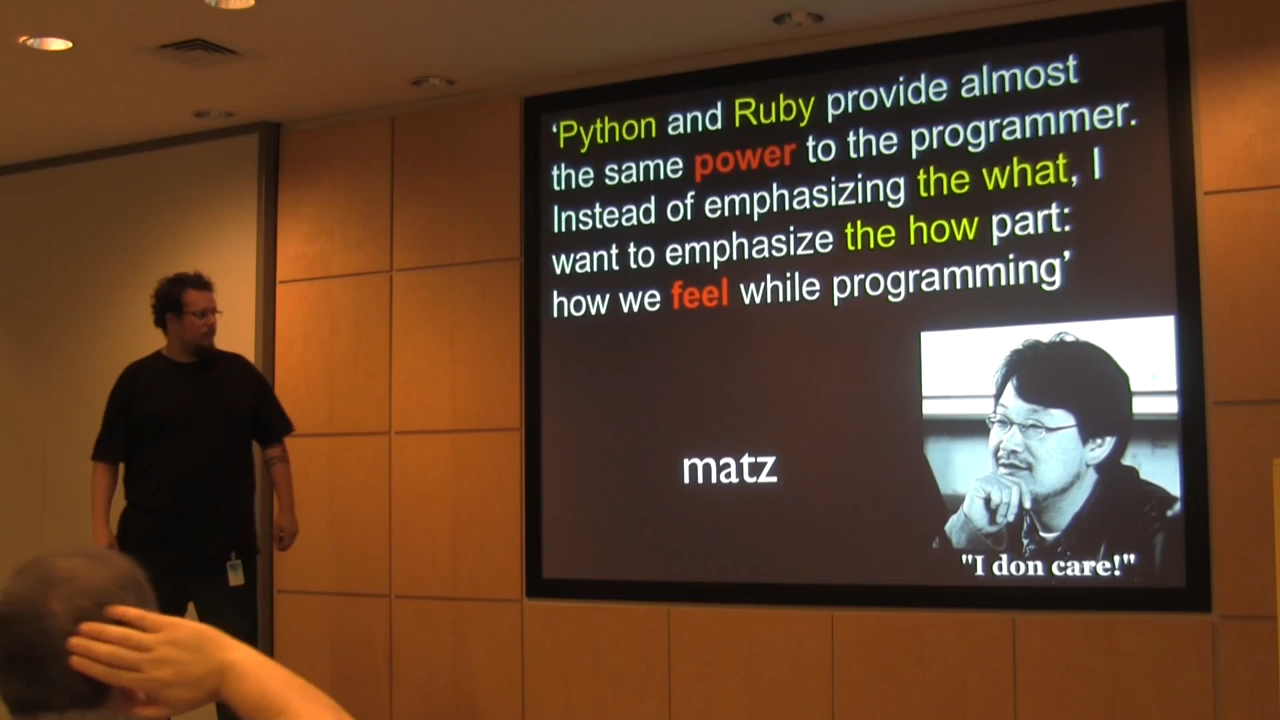 ‘Python and Ruby provide almost
the same power to the programmer.
Instead of emphasizing the what, I
want to emphasize the how part:
how we feel while programming’
matz
"I don care!"